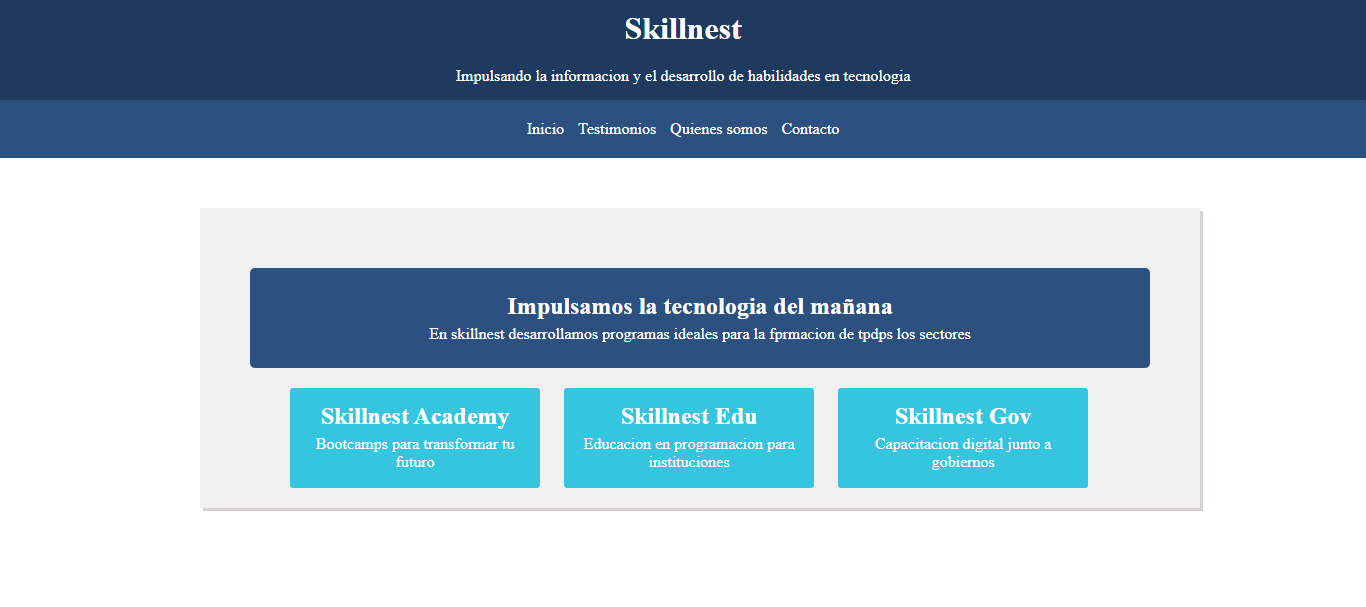 Skillnest
Impulsando la informacion y el desarrollo de habilidades en tecnologia
Inicio Testimonios Quienes somos Contacto
Impulsamos la tecnologia del mañana
En skillnest desarrollamos programas ideales para la fprmacion de tpdps los sectores
Skillnest Academy
Bootcamps para transformar tu
futuro
Skillnest Edu
Educacion en programacion para
instituciones
Skillnest Gov
Capacitacion digital junto a
gobiernos